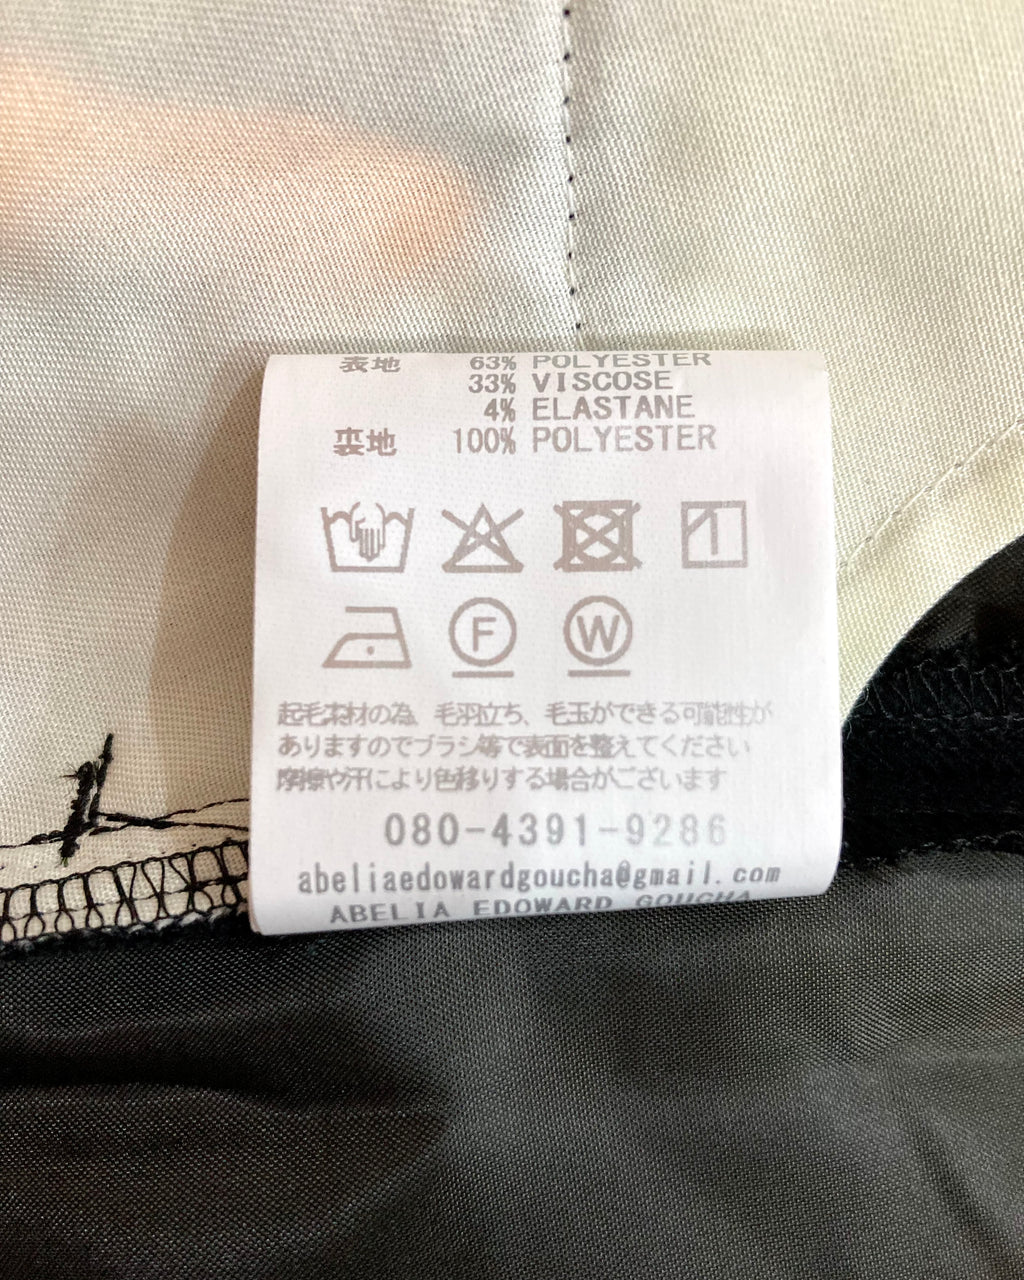 表地 63% POLYESTER
33% VISCOSE
4% ELASTANE
裏地 100% POLYESTER
F W
起毛素材の為、毛羽立ち、毛玉ができる可能性が
ありますのでブラシ等で表面を整えてください
摩擦や汗により色移りする場合がございます
080-4391-9286
abeliaedowardgoucha@gmail.com
ABELIA EDOWARD GOUCHA